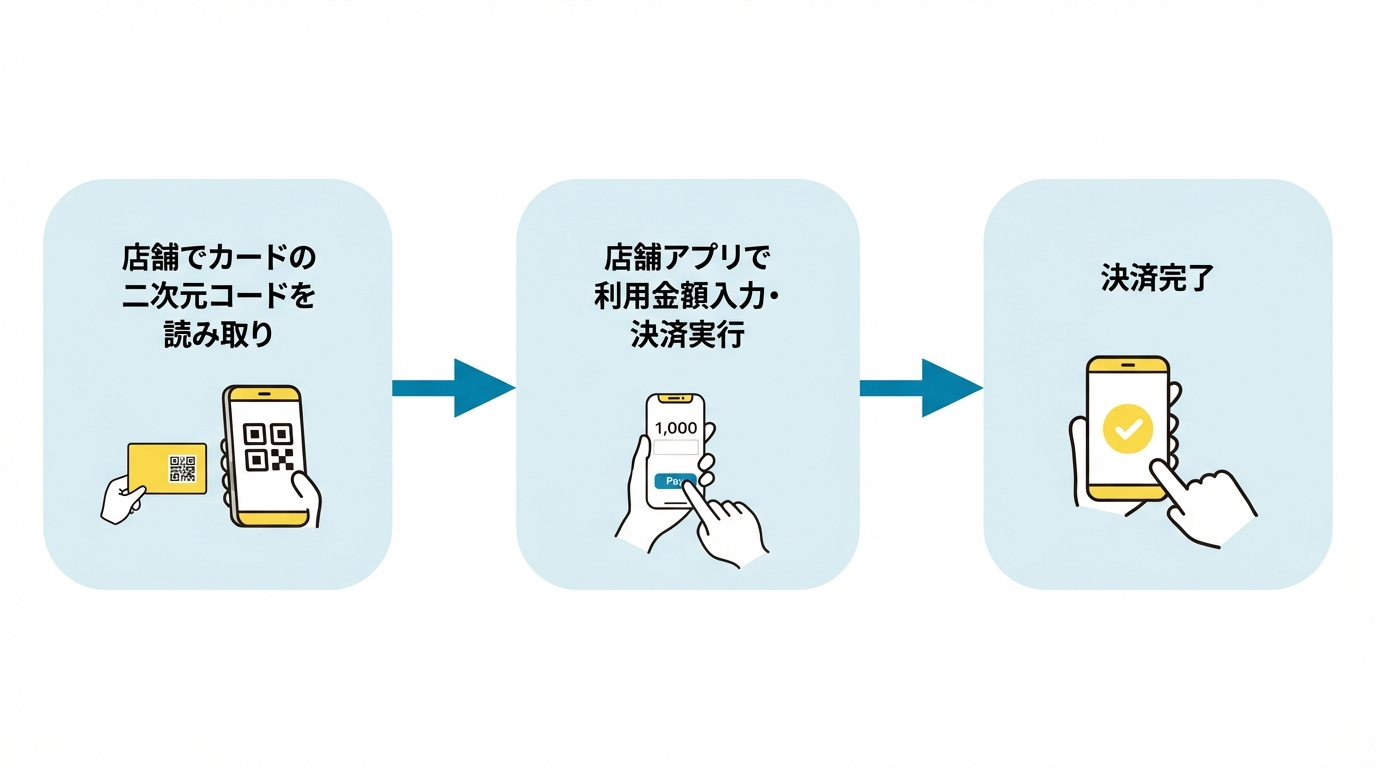 店舗でカードの
二次元コードを
読み取り
店舗アプリで
利用金額入力・
決済実行
1,000
Pay
決済完了